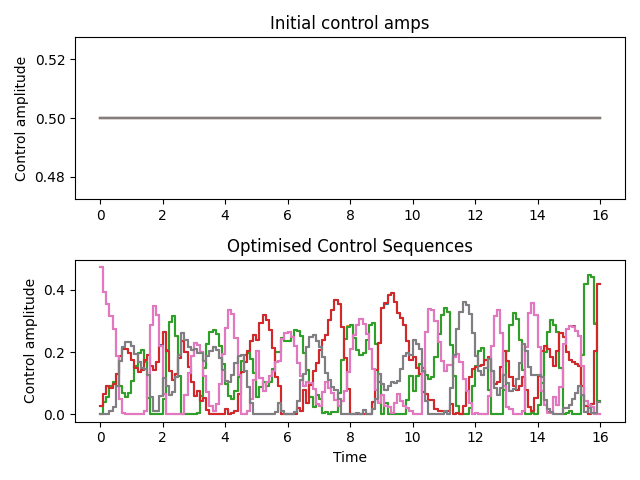 Initial control amps
Control amplitude
0.52
0.50
0.48
0 2 4 6 8 10 12 14 16
Optimised Control Sequences
Control amplitude
0.4
0.2
0.0
0 2 4 6 8 10 12 14 16
Time